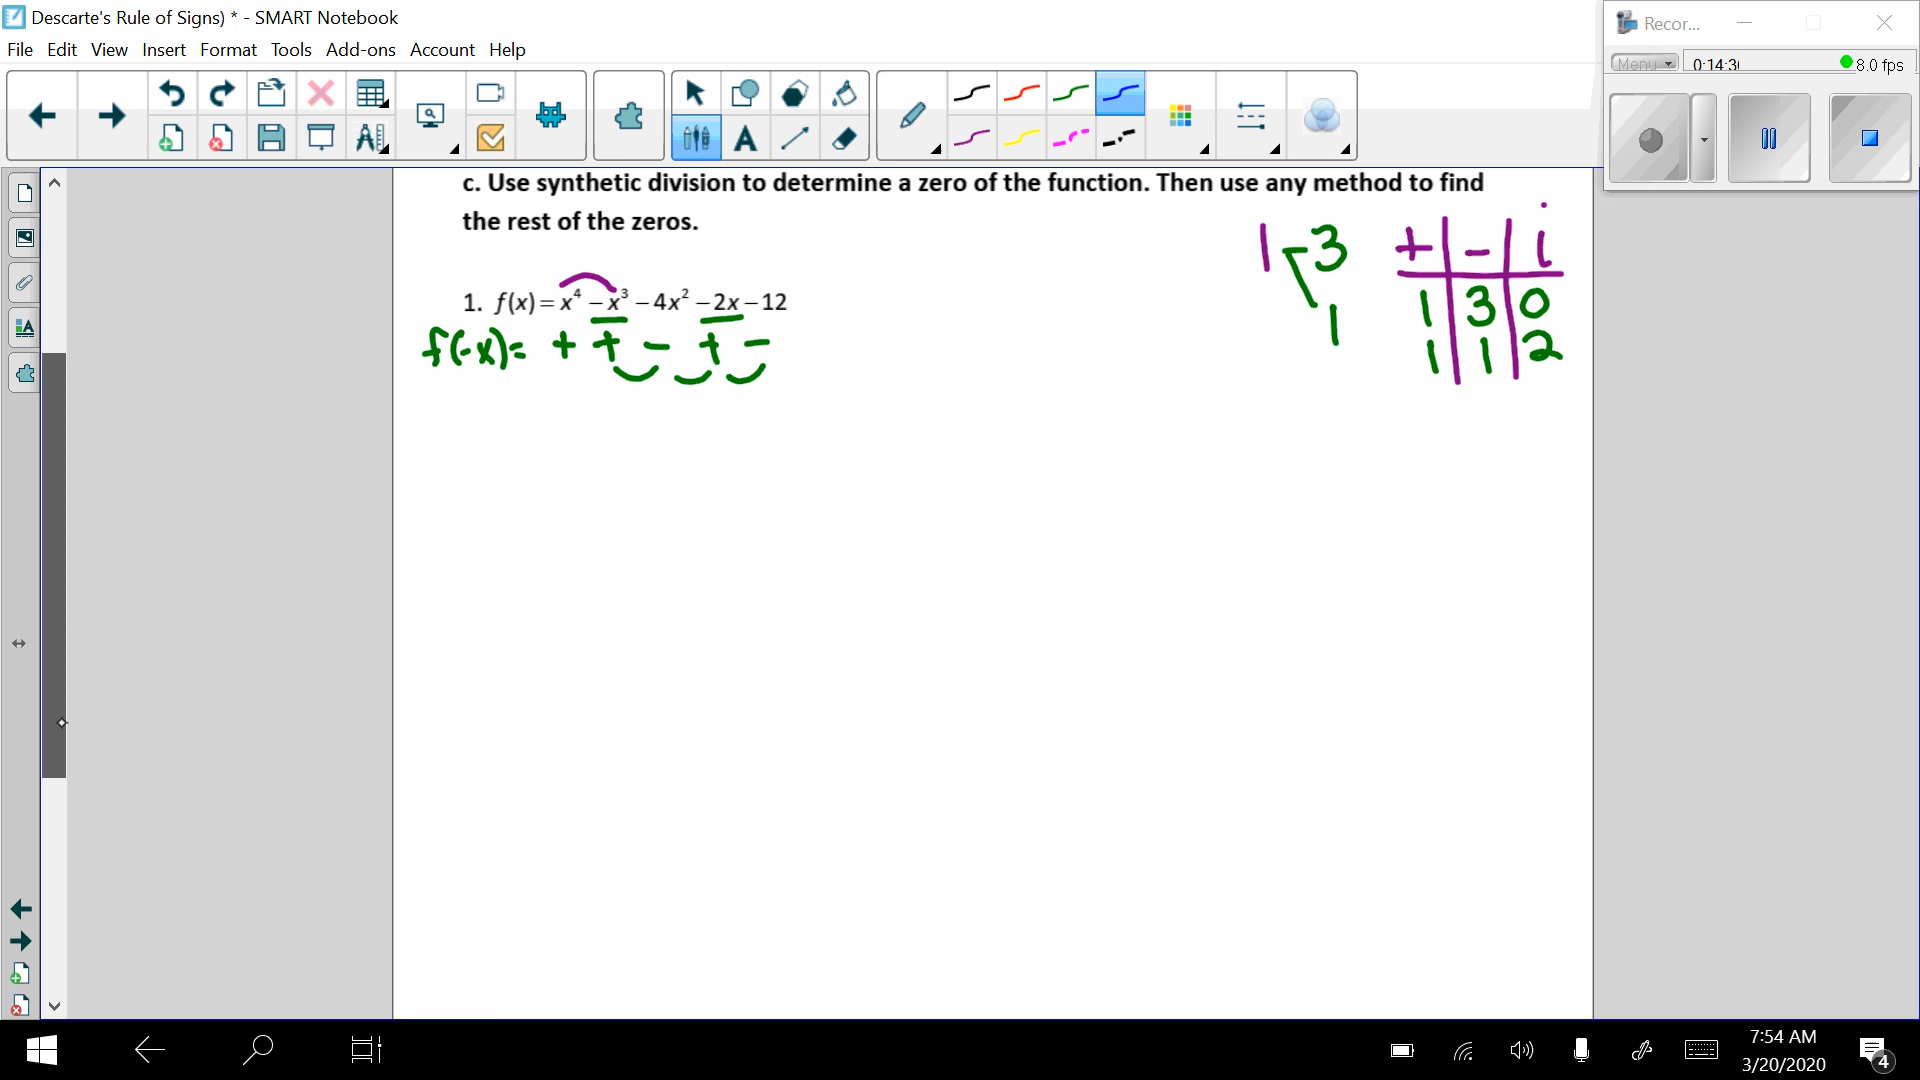 Descarte's Rule of Signs) * - SMART Notebook
File Edit View Insert Format Tools Add-ons Account Help
Recor...
Menu 0:14:3 8.0 fps
c. Use synthetic division to determine a zero of the function. Then use any method to find
the rest of the zeros.
1 3
1
+ - i
1 3 0
1 1 2
1. f(x) = x⁴ – x³ – 4x² – 2x – 12
f(-x)= + + - + -
7:54 AM
3/20/2020
4